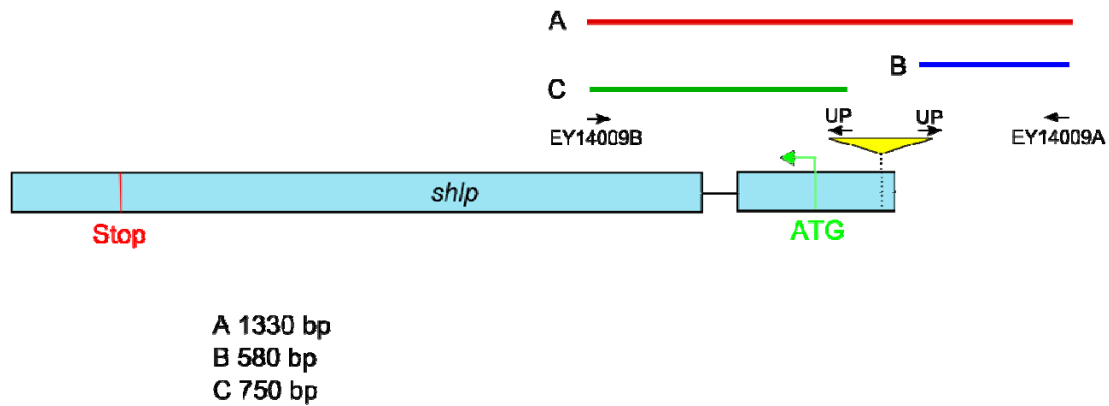 A
B
C
UP UP
EY14009B EY14009A
shlp
Stop ATG
A 1330 bp
B 580 bp
C 750 bp